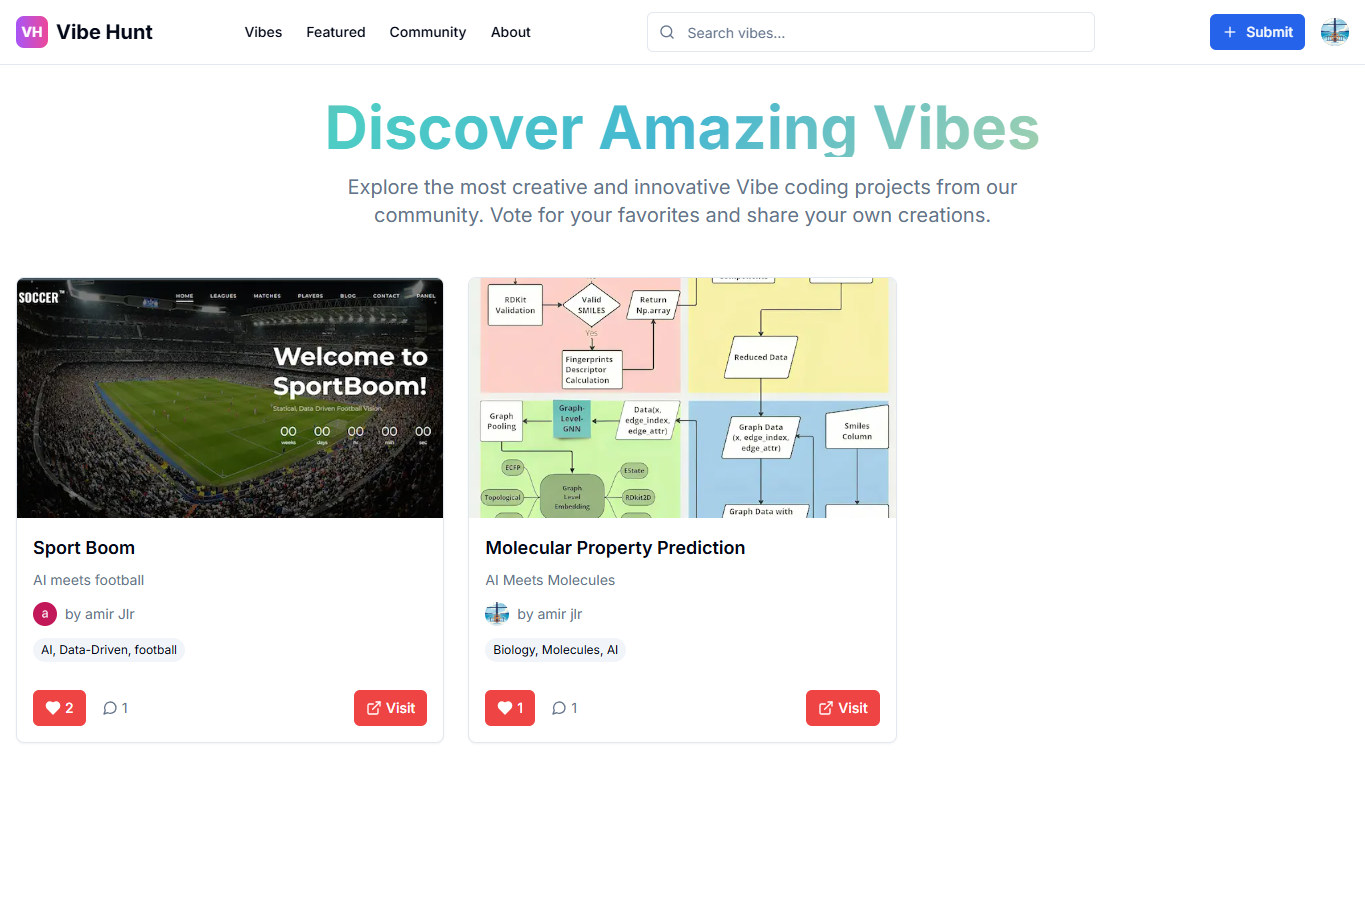 VH Vibe Hunt
Vibes Featured Community About
Search vibes...
Submit
Discover Amazing Vibes
Explore the most creative and innovative Vibe coding projects from our
community. Vote for your favorites and share your own creations.
SOCCER™
HOME LEAGUES MATCHES PLAYERS BLOG CONTACT PANEL
Welcome to
SportBoom!
Statical, Data Driven Football Vision.
00 00 00 00 00
weeks days hr min sec
Sport Boom
AI meets football
a by amir Jlr
AI, Data-Driven, football
2 1 Visit
RDKit
Validation
Valid
SMILES
Return
Np.array
Yes
Fingerprints
Descriptor
Calculation
Reduced Data
Graph
Pooling
Graph-
Level-
GNN
Data(x,
edge_index,
edge_attr)
Graph Data
(x, edge_index,
edge_attr)
Smiles
Column
ECFP
EState
Topological
Graph
Level
Embedding
RDkit2D
Graph Data with
Molecular Property Prediction
AI Meets Molecules
by amir jlr
Biology, Molecules, AI
1 1 Visit